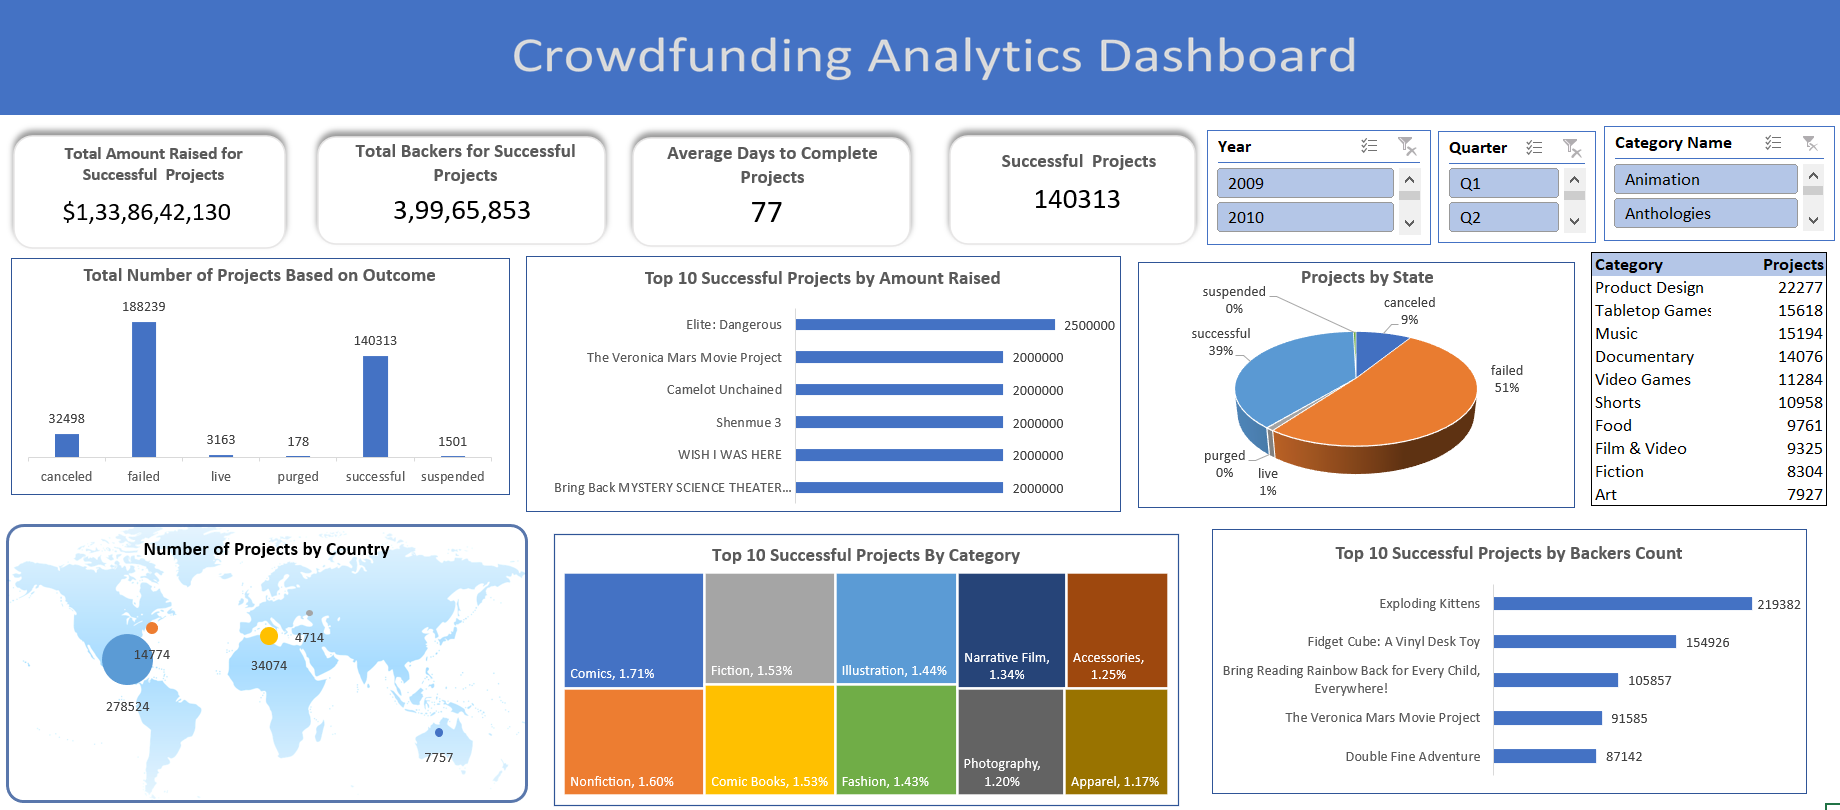 Crowdfunding Analytics Dashboard
Total Amount Raised for
Successful Projects
$1,33,86,42,130
Total Backers for Successful
Projects
3,99,65,853
Average Days to Complete
Projects
77
Successful Projects
140313
Year
2009
2010
Quarter
Q1
Q2
Category Name
Animation
Anthologies
Total Number of Projects Based on Outcome
188239
140313
32498
3163
178
1501
canceled
failed
live
purged
successful
suspended
Top 10 Successful Projects by Amount Raised
Elite: Dangerous
2500000
The Veronica Mars Movie Project
2000000
Camelot Unchained
2000000
Shenmue 3
2000000
WISH I WAS HERE
2000000
Bring Back MYSTERY SCIENCE THEATER...
2000000
Projects by State
suspended
0%
canceled
9%
successful
39%
failed
51%
purged
0%
live
1%
Category Projects
Product Design 22277
Tabletop Games 15618
Music 15194
Documentary 14076
Video Games 11284
Shorts 10958
Food 9761
Film & Video 9325
Fiction 8304
Art 7927
Number of Projects by Country
4714
14774
34074
278524
7757
Top 10 Successful Projects By Category
Comics, 1.71%
Fiction, 1.53%
Illustration, 1.44%
Narrative Film,
1.34%
Accessories,
1.25%
Nonfiction, 1.60%
Comic Books, 1.53%
Fashion, 1.43%
Photography,
1.20%
Apparel, 1.17%
Top 10 Successful Projects by Backers Count
Exploding Kittens
219382
Fidget Cube: A Vinyl Desk Toy
154926
Bring Reading Rainbow Back for Every Child,
Everywhere!
105857
The Veronica Mars Movie Project
91585
Double Fine Adventure
87142